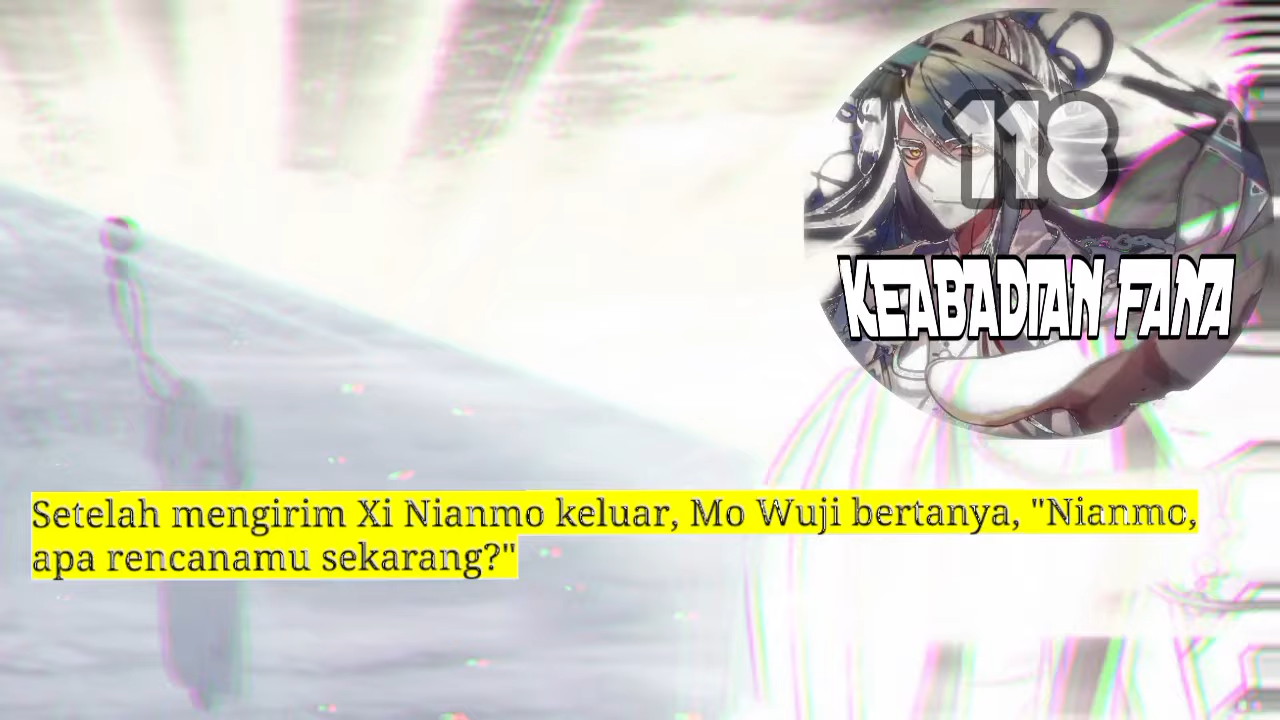 118
KEABADIAN FANA
Setelah mengirim Xi Nianmo keluar, Mo Wuji bertanya, "Nianmo,
apa rencanamu sekarang?"